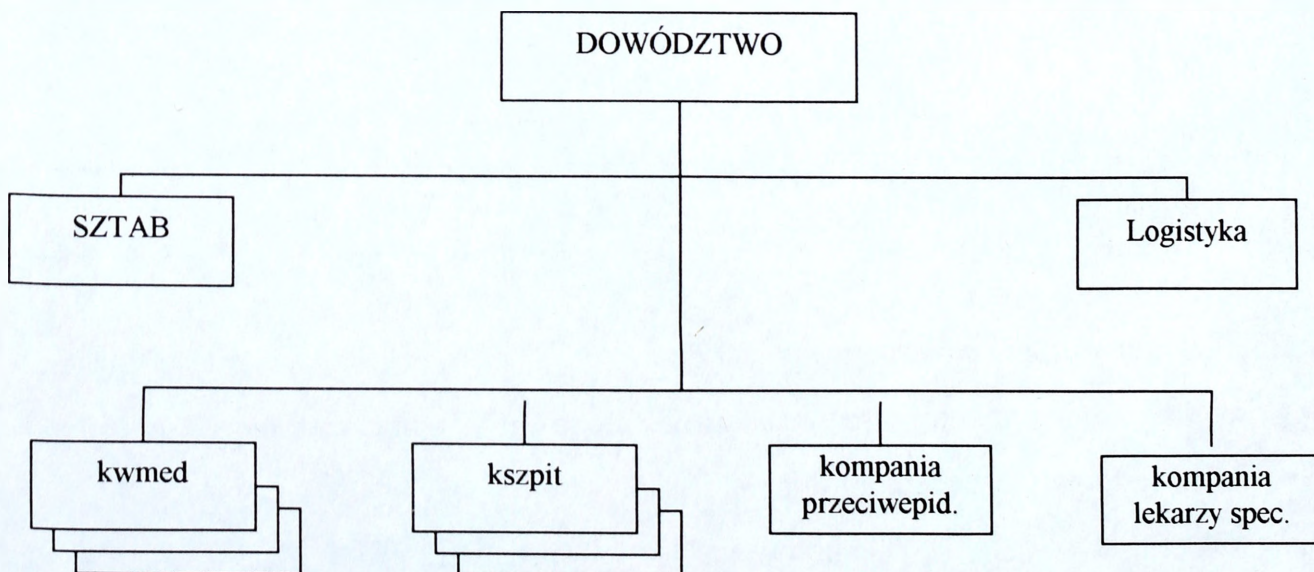 DOWÓDZTWO
SZTAB
Logistyka
kwmed
kszpit
kompania
przeciwepid.
kompania
lekarzy spec.